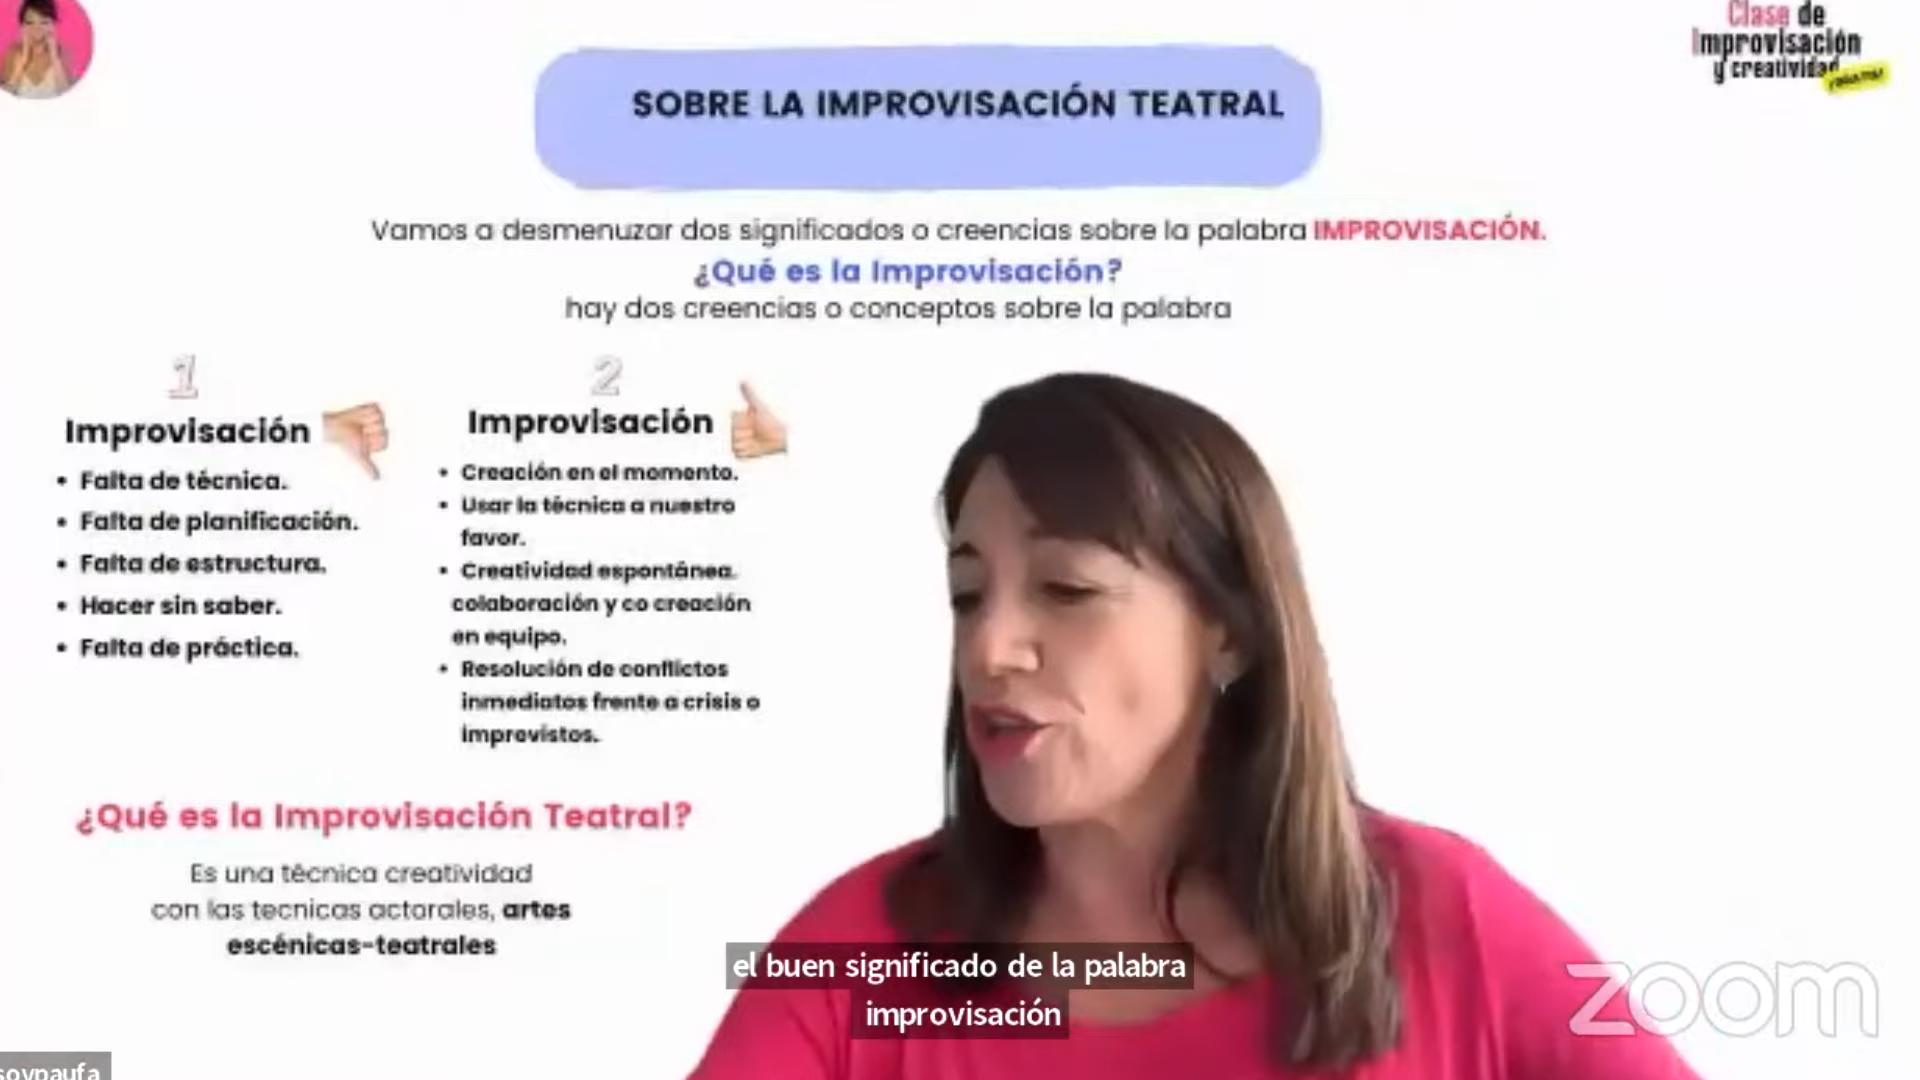 Clase de
Improvisación
y creatividad
SOBRE LA IMPROVISACIÓN TEATRAL
Vamos a desmenuzar dos significados o creencias sobre la palabra IMPROVISACIÓN.
¿Qué es la Improvisación?
hay dos creencias o conceptos sobre la palabra
1
Improvisación
• Falta de técnica.
• Falta de planificación.
• Falta de estructura.
• Hacer sin saber.
• Falta de práctica.
2
Improvisación
• Creación en el momento.
• Usar la técnica a nuestro
favor.
• Creatividad espontánea.
colaboración y co creación
en equipo.
• Resolución de conflictos
inmediatos frente a crisis o
imprevistos.
¿Qué es la Improvisación Teatral?
Es una técnica creatividad
con las tecnicas actorales, artes
escénicas-teatrales
el buen significado de la palabra
improvisación
zoom
soypaufa